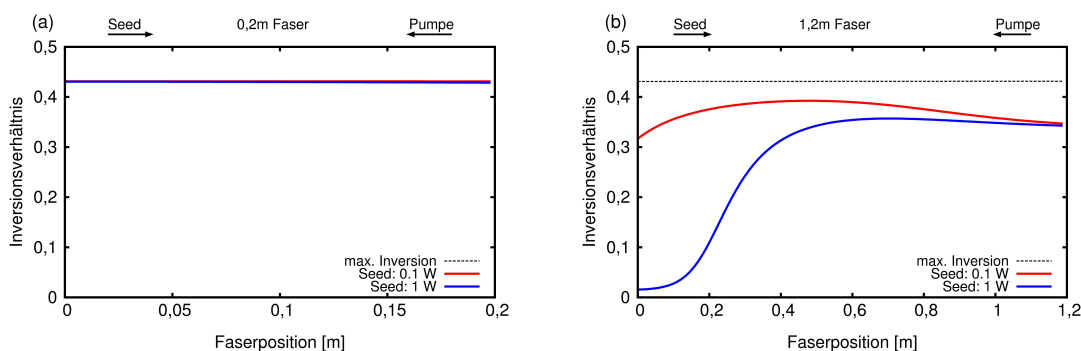 (a)
Seed
0,2m Faser
Pumpe
0,5
0,4
0,3
0,2
0,1
0
Inversionsverhältnis
max. Inversion
Seed: 0.1 W
Seed: 1 W
0
0,05
0,1
0,15
0,2
Faserposition [m]
(b)
Seed
1,2m Faser
Pumpe
0,5
0,4
0,3
0,2
0,1
0
Inversionsverhältnis
max. Inversion
Seed: 0.1 W
Seed: 1 W
0
0,2
0,4
0,6
0,8
1
1,2
Faserposition [m]